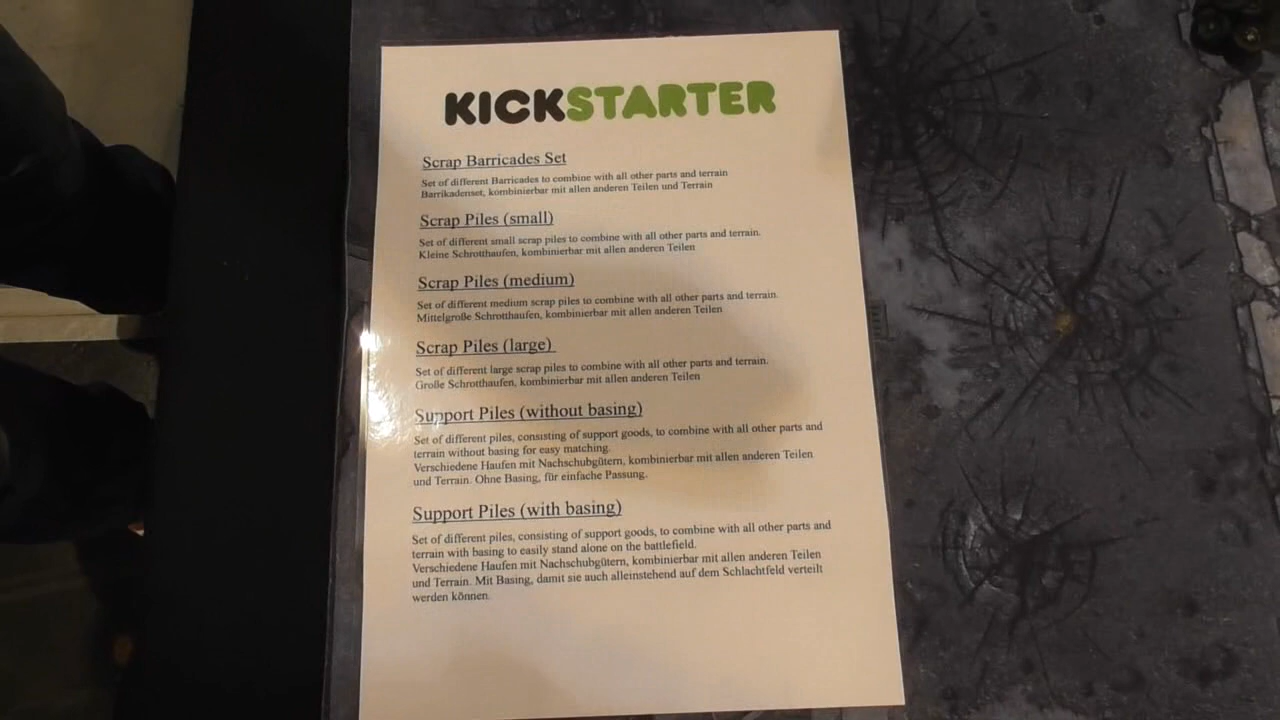 KICKSTARTER
Scrap Barricades Set
Set of different Barricades to combine with all other parts and terrain
Barrikadenset, kombinierbar mit allen anderen Teilen und Terrain
Scrap Piles (small)
Set of different small scrap piles to combine with all other parts and terrain.
Kleine Schrotthaufen, kombinierbar mit allen anderen Teilen
Scrap Piles (medium)
Set of different medium scrap piles to combine with all other parts and terrain.
Mittelgroße Schrotthaufen, kombinierbar mit allen anderen Teilen
Scrap Piles (large)
Set of different large scrap piles to combine with all other parts and terrain.
Große Schrotthaufen, kombinierbar mit allen anderen Teilen
Support Piles (without basing)
Set of different piles, consisting of support goods, to combine with all other parts and
terrain without basing for easy matching.
Verschiedene Haufen mit Nachschubgütern, kombinierbar mit allen anderen Teilen
und Terrain. Ohne Basing, für einfache Passung.
Support Piles (with basing)
Set of different piles, consisting of support goods, to combine with all other parts and
terrain with basing to easily stand alone on the battlefield.
Verschiedene Haufen mit Nachschubgütern, kombinierbar mit allen anderen Teilen
und Terrain. Mit Basing, damit sie auch alleinstehend auf dem Schlachtfeld verteilt
werden können.